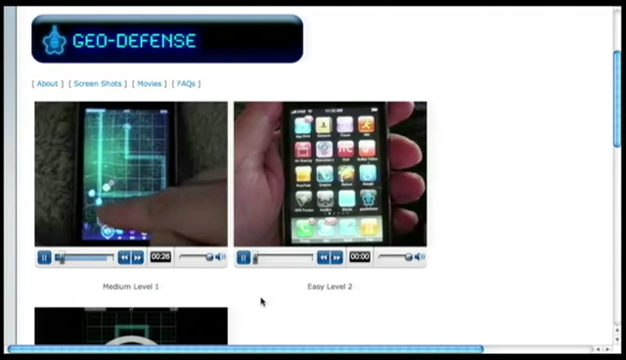 GEO-DEFENSE
[ About ] [ Screen Shots ] [ Movies ] [ FAQs ]
00:26
00:00
Medium Level 1
Easy Level 2